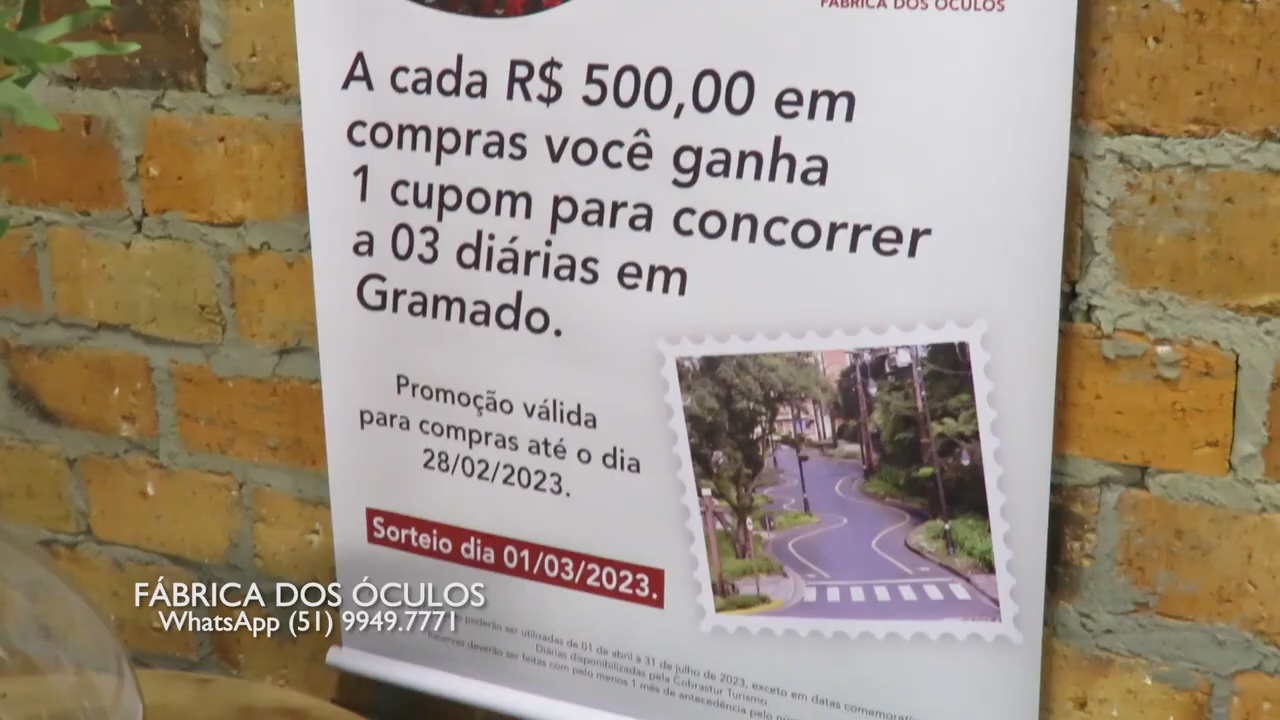 FÁBRICA DOS ÓCULOS
A cada R$ 500,00 em
compras você ganha
1 cupom para concorrer
a 03 diárias em
Gramado.
Promoção válida
para compras até o dia
28/02/2023.
Sorteio dia 01/03/2023.
FÁBRICA DOS ÓCULOS
WhatsApp (51) 9949.7771
poderão ser utilizadas de 01 de abril à 31 de julho de 2023, exceto em datas
Diárias disponibilizadas pela Cobrastur Turismo.
Reservas deverão ser feitas com pelo menos 1 mês de antecedência pelo